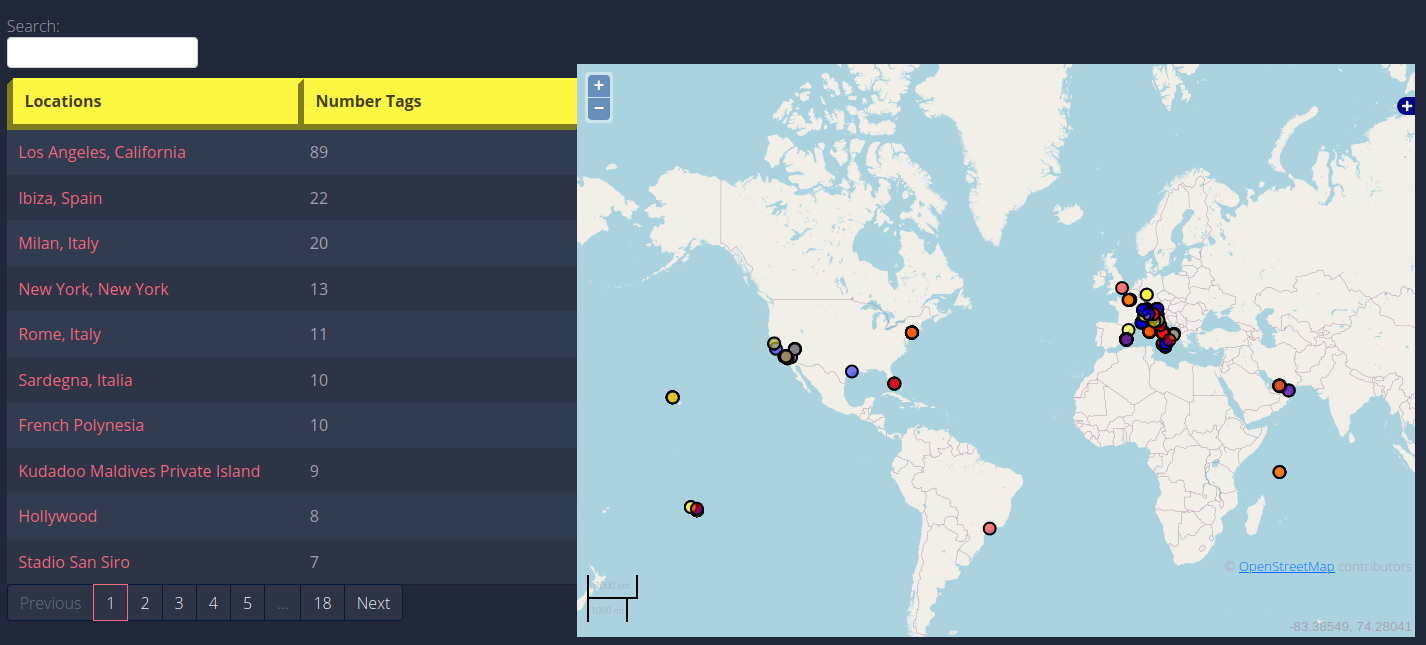 Search:
Locations Number Tags
Los Angeles, California 89
Ibiza, Spain 22
Milan, Italy 20
New York, New York 13
Rome, Italy 11
Sardegna, Italia 10
French Polynesia 10
Kudadoo Maldives Private Island 9
Hollywood 8
Stadio San Siro 7
Previous 1 2 3 4 5 ... 18 Next
+
−
+
km
1000 mi
© OpenStreetMap contributors
-83.38549, 74.28041